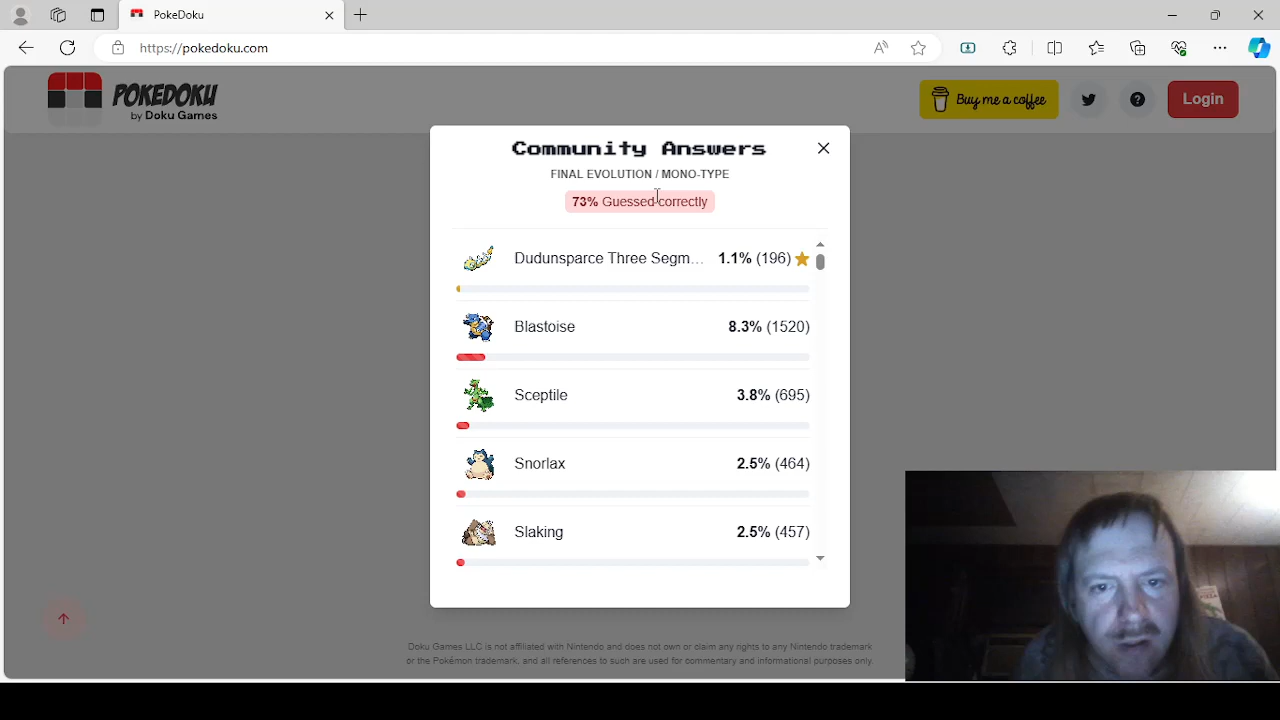 PokeDoku
https://pokedoku.com
POKEDOKU
by Doku Games
Buy me a coffee
Login
Community Answers
FINAL EVOLUTION / MONO-TYPE
73% Guessed correctly
Dudunsparce Three Segm... 1.1% (196)
Blastoise 8.3% (1520)
Sceptile 3.8% (695)
Snorlax 2.5% (464)
Slaking 2.5% (457)
Doku Games LLC is not affiliated with Nintendo and does not own or claim any rights to any Nintendo trademark
or the Pokémon trademark, and all references to such are used for commentary and informational purposes only.